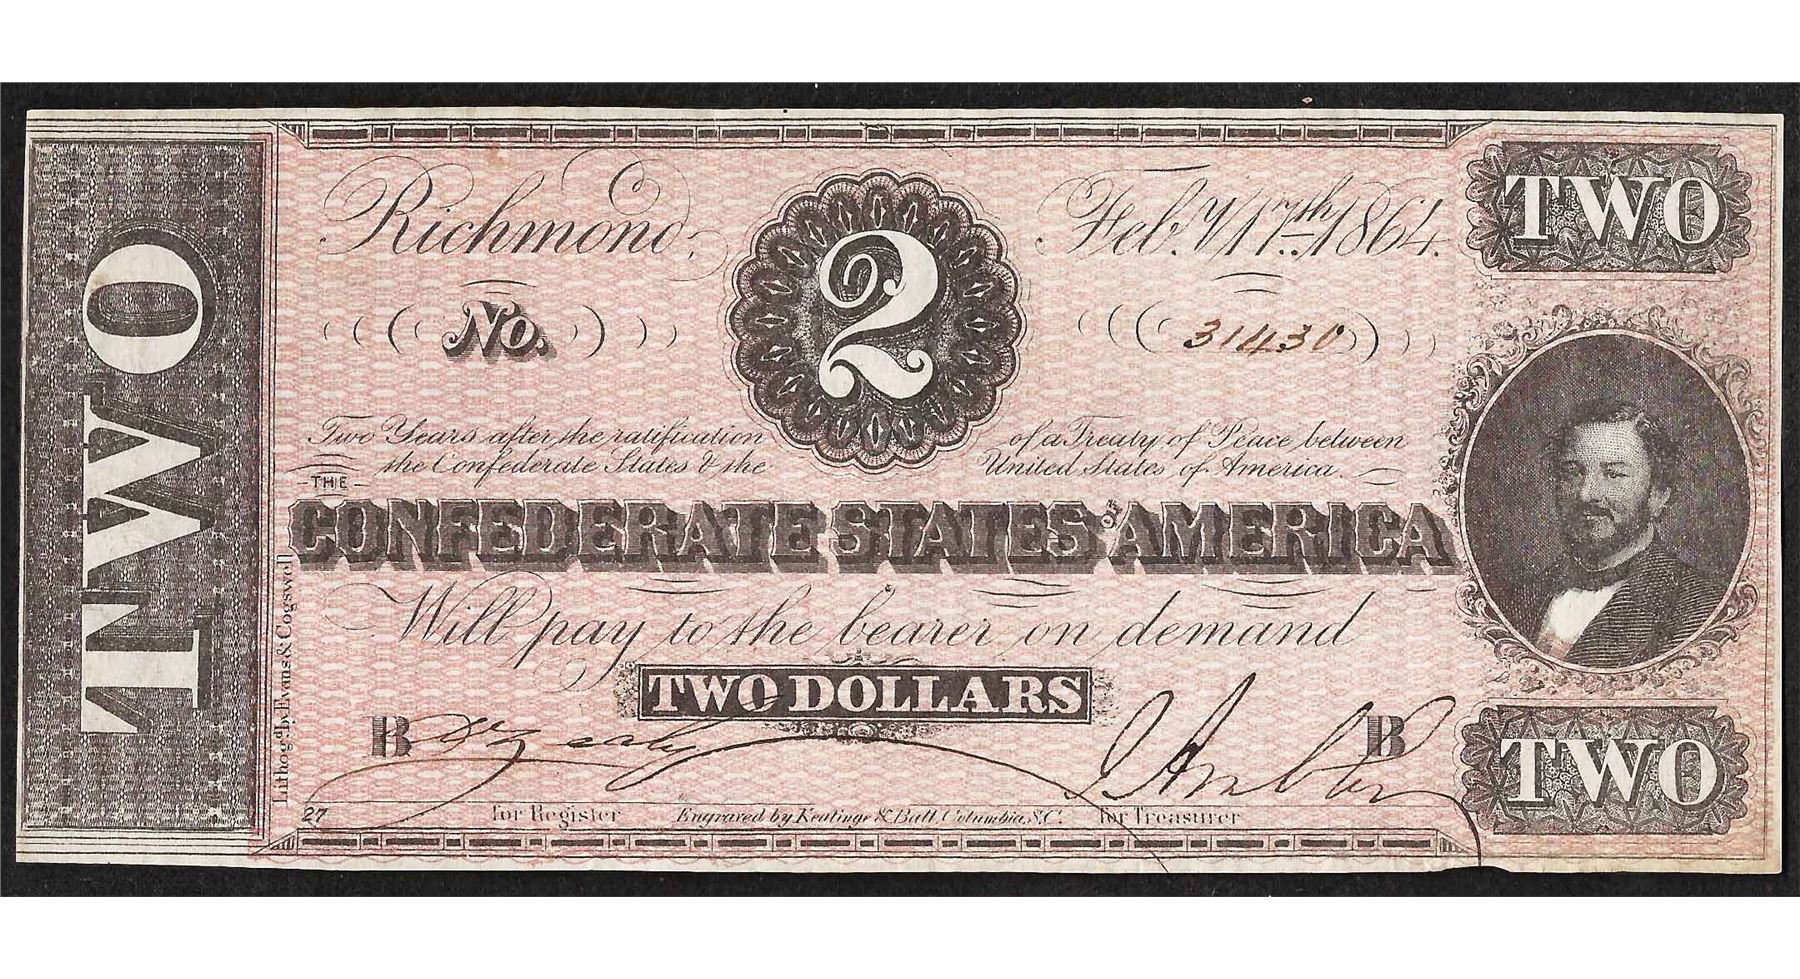 TWO
Richmond,
2
Feb.y 17th 1864.
TWO
No.
31430
Two Years after the ratification
of a Treaty of Peace between
the Confederate States & the
United States of America.
THE
CONFEDERATE STATES OF AMERICA
Will pay to the bearer on demand
TWO DOLLARS
B
B
TWO
27
for Register
Engraved by Keatinge & Ball Columbia, S.C.
for Treasurer
Lithog'd by Evans & Cogswell